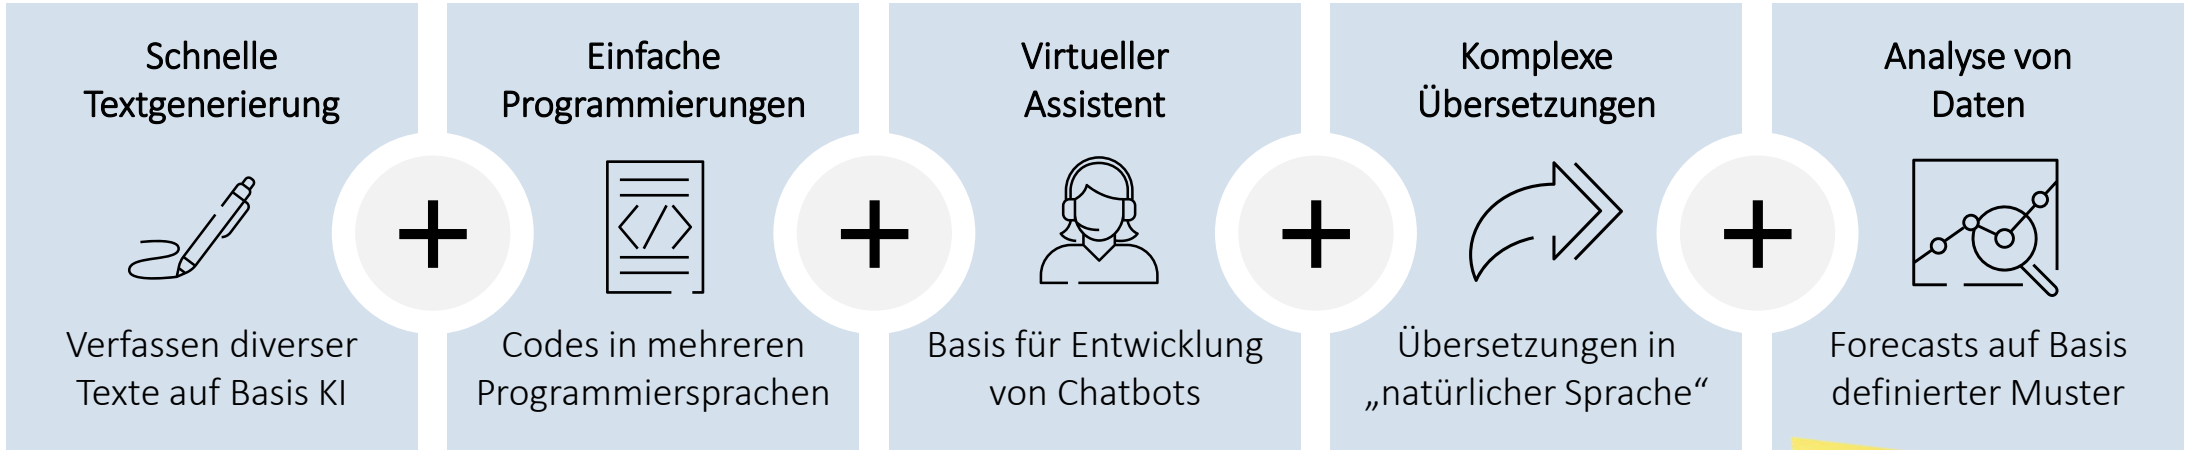 Schnelle
Textgenerierung
Verfassen diverser
Texte auf Basis KI
Einfache
Programmierungen
Codes in mehreren
Programmiersprachen
Virtueller
Assistent
Basis für Entwicklung
von Chatbots
Komplexe
Übersetzungen
Übersetzungen in
„natürlicher Sprache“
Analyse von
Daten
Forecasts auf Basis
definierter Muster